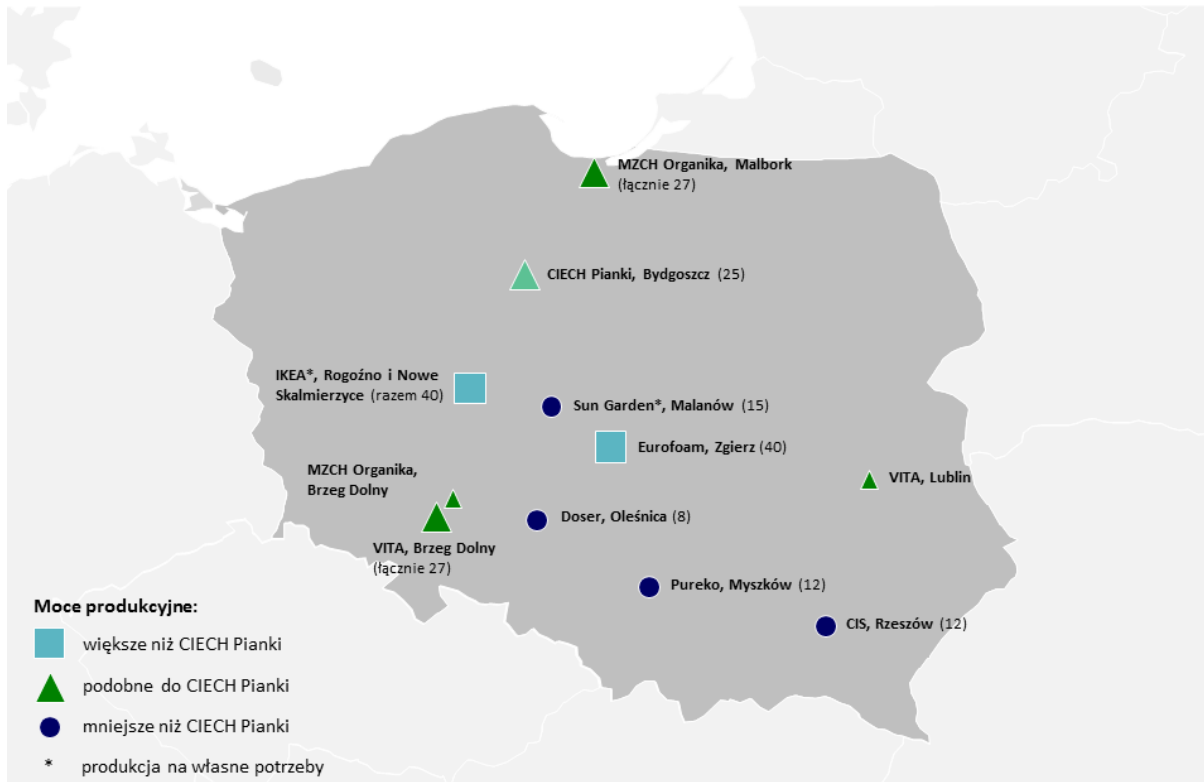 MZCH Organika, Malbork
(łącznie 27)
CIECH Pianki, Bydgoszcz (25)
IKEA*, Rogoźno i Nowe
Skalmierzyce (razem 40)
Sun Garden*, Malanów (15)
Eurofoam, Zgierz (40)
MZCH Organika,
Brzeg Dolny
VITA, Lublin
Doser, Oleśnica (8)
VITA, Brzeg Dolny
(łącznie 27)
Pureko, Myszków (12)
CIS, Rzeszów (12)
Moce produkcyjne:
większe niż CIECH Pianki
podobne do CIECH Pianki
mniejsze niż CIECH Pianki
* produkcja na własne potrzeby